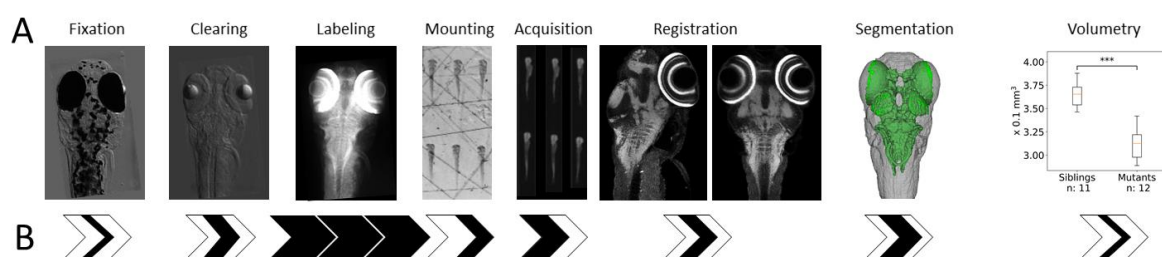 A
Fixation
Clearing
Labeling
Mounting
Acquisition
Registration
Segmentation
Volumetry
4.00
3.75
3.50
3.25
3.00
x 0.1 mm³
***
Siblings
n: 11
Mutants
n: 12
B